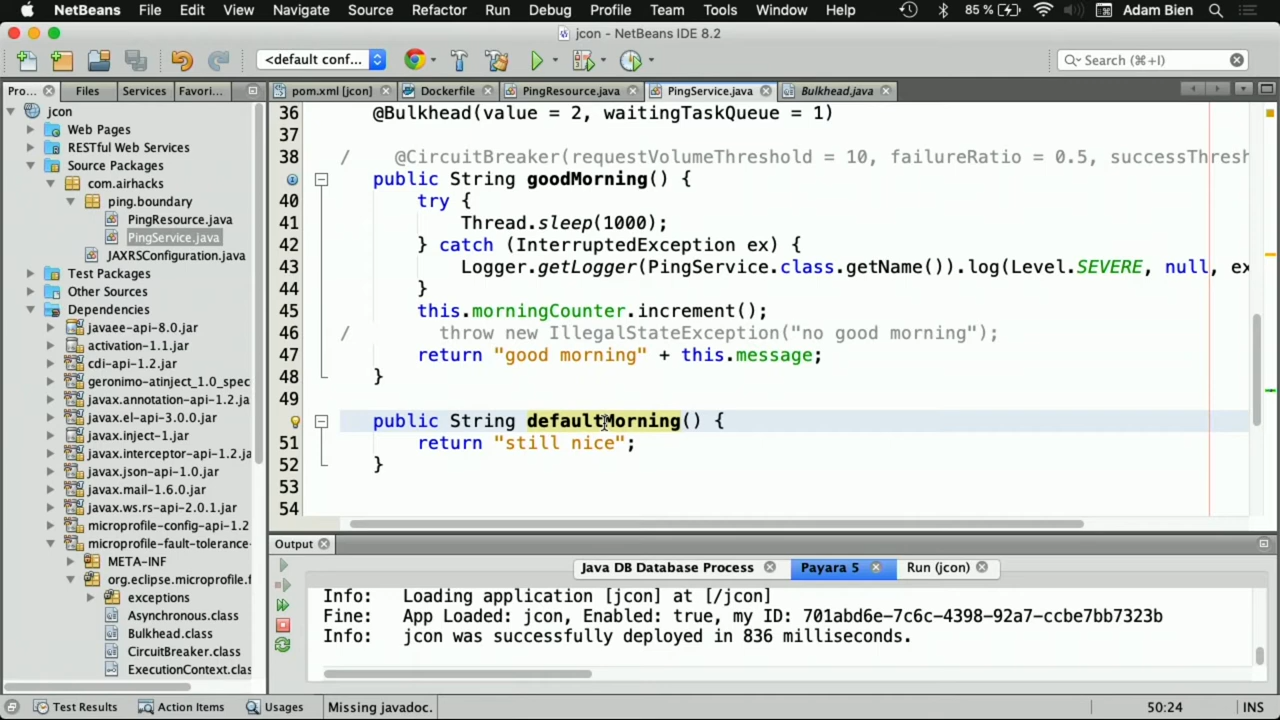 NetBeans File Edit View Navigate Source Refactor Run Debug Profile Team Tools Window Help 85 % Adam Bien
jcon - NetBeans IDE 8.2
<default conf... Search (⌘+I)
Pro... Files Services Favori...
pom.xml [jcon] Dockerfile PingResource.java PingService.java Bulkhead.java
jcon
Web Pages
RESTful Web Services
Source Packages
com.airhacks
ping.boundary
PingResource.java
PingService.java
JAXRSConfiguration.java
Test Packages
Other Sources
Dependencies
javaee-api-8.0.jar
activation-1.1.jar
cdi-api-1.2.jar
geronimo-atinject_1.0_spec
javax.annotation-api-1.2.ja
javax.el-api-3.0.0.jar
javax.inject-1.jar
javax.interceptor-api-1.2.ja
javax.json-api-1.0.jar
javax.mail-1.6.0.jar
javax.ws.rs-api-2.0.1.jar
microprofile-config-api-1.2
microprofile-fault-tolerance-
META-INF
org.eclipse.microprofile.f
exceptions
Asynchronous.class
Bulkhead.class
CircuitBreaker.class
ExecutionContext.clas
36 @Bulkhead(value = 2, waitingTaskQueue = 1)
37
38 / @CircuitBreaker(requestVolumeThreshold = 10, failureRatio = 0.5, successThresh
public String goodMorning() {
40 try {
41 Thread.sleep(1000);
42 } catch (InterruptedException ex) {
43 Logger.getLogger(PingService.class.getName()).log(Level.SEVERE, null, ex
44 }
45 this.morningCounter.increment();
46 / throw new IllegalStateException("no good morning");
47 return "good morning" + this.message;
48 }
49
public String defaultMorning() {
51 return "still nice";
52 }
53
54
Output
Java DB Database Process Payara 5 Run (jcon)
Info: Loading application [jcon] at [/jcon]
Fine: App Loaded: jcon, Enabled: true, my ID: 701abd6e-7c6c-4398-92a7-ccbe7bb7323b
Info: jcon was successfully deployed in 836 milliseconds.
Test Results Action Items Usages Missing javadoc. 50:24 INS